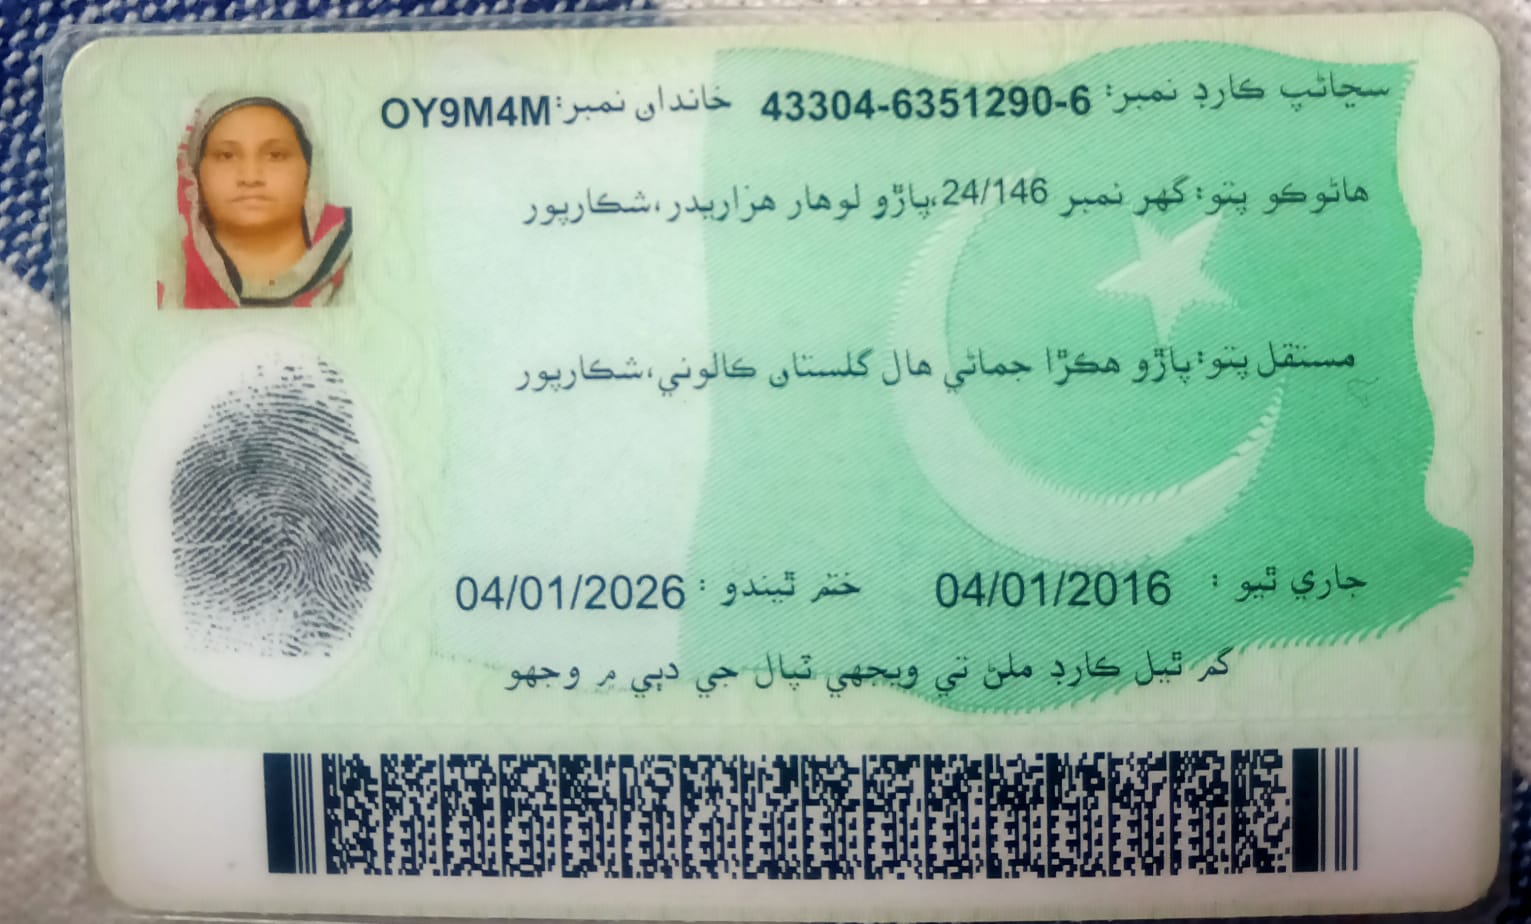 سڃاڻپ ڪارڊ نمبر: 43304-6351290-6 خاندان نمبر: OY9M4M
هاڻوڪو پتو: گهر نمبر 24/146،پاڙو لوهار هزاريدر،شڪارپور
مستقل پتو: پاڙو هڪڙا جماڻي هال گلستان ڪالوني،شڪارپور
جاري ٿيو : 04/01/2016 ختم ٿيندو : 04/01/2026
گم ٿيل ڪارڊ ملڻ تي ويجهي ٽپال جي دٻي ۾ وجهو